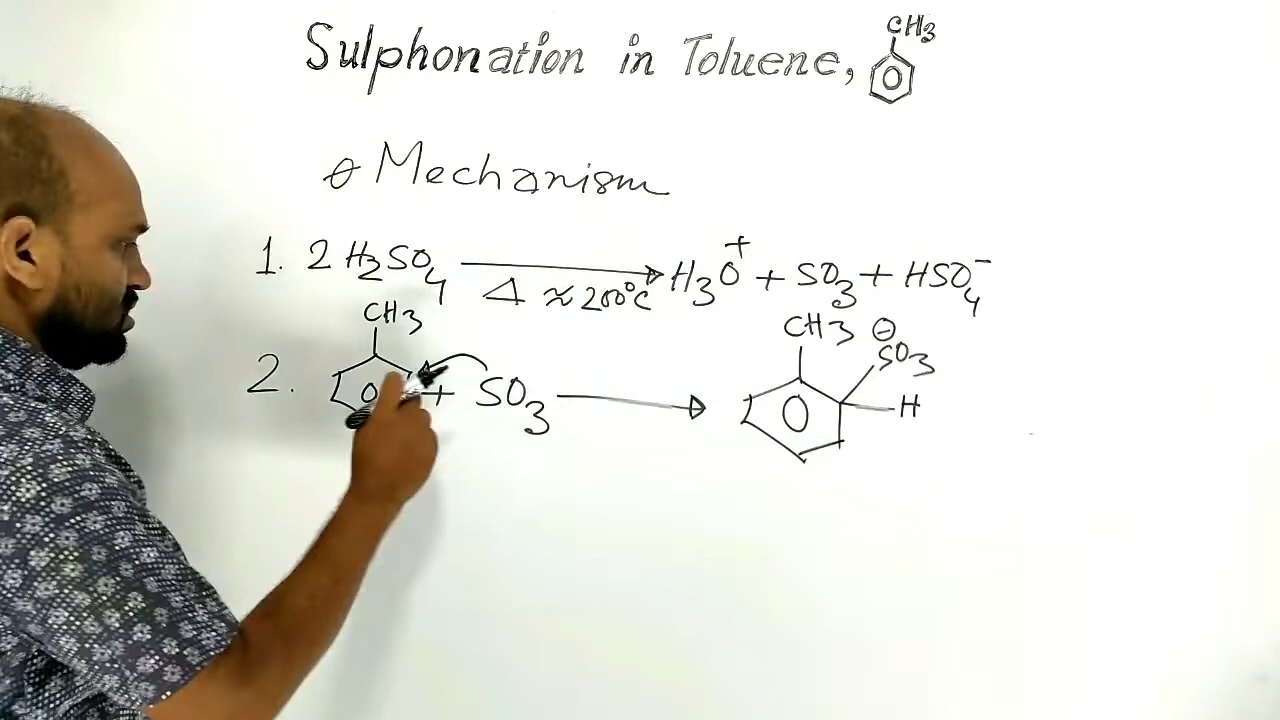 Sulphonation in Toluene, CH3
Mechanism
1. 2 H2SO4 → H3O+ + SO3 + HSO4-
Δ ≈ 200°C
CH3 CH3 ⊖
2. + SO3 → SO3
H